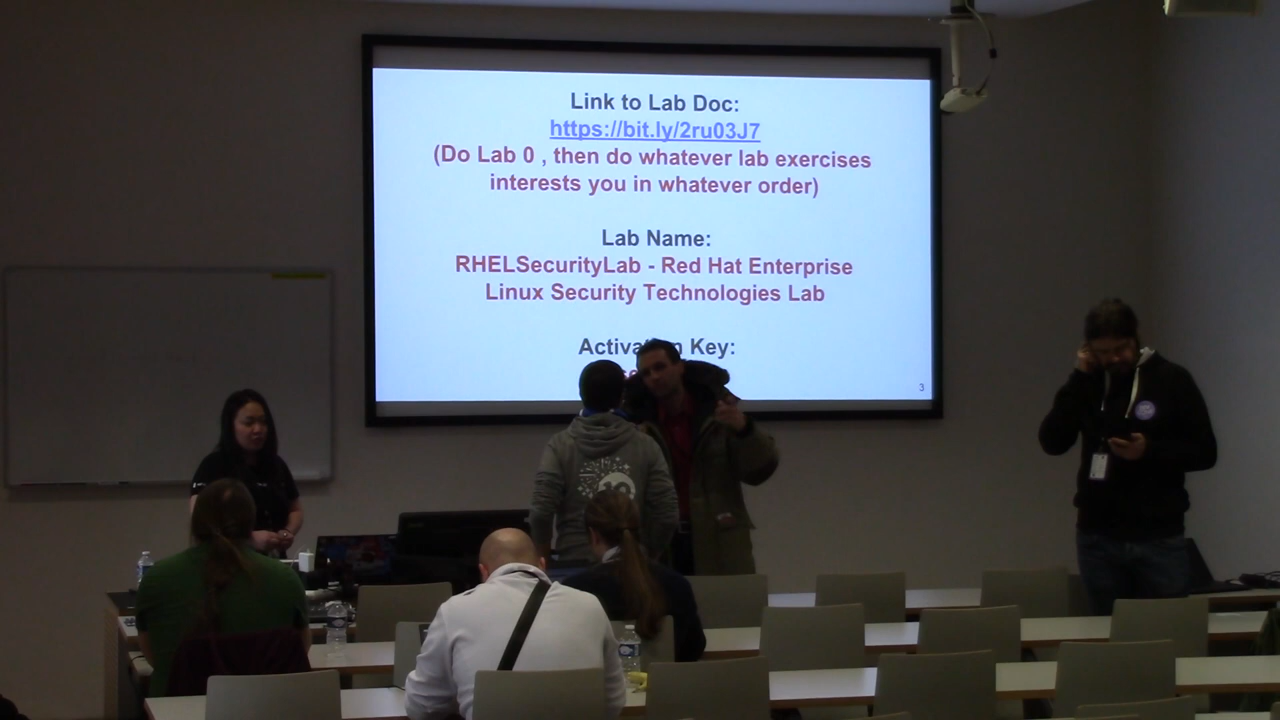 Link to Lab Doc:
https://bit.ly/2ru03J7
(Do Lab 0 , then do whatever lab exercises
interests you in whatever order)
Lab Name:
RHELSecurityLab - Red Hat Enterprise
Linux Security Technologies Lab
Key:
3